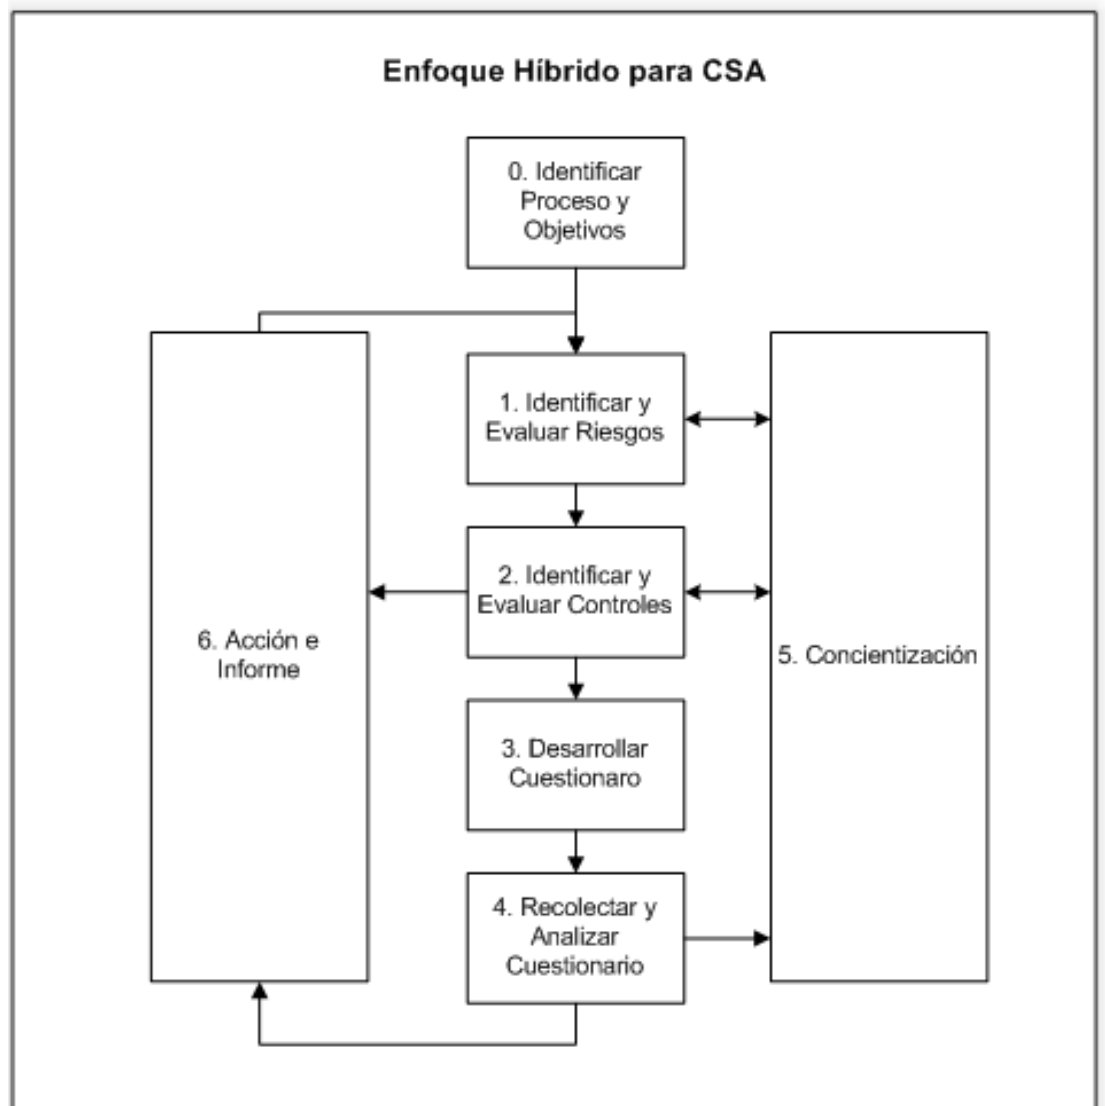 Enfoque Híbrido para CSA
0. Identificar
Proceso y
Objetivos
1. Identificar y
Evaluar Riesgos
2. Identificar y
Evaluar Controles
6. Acción e
Informe
5. Concientización
3. Desarrollar
Cuestionaro
4. Recolectar y
Analizar
Cuestionario